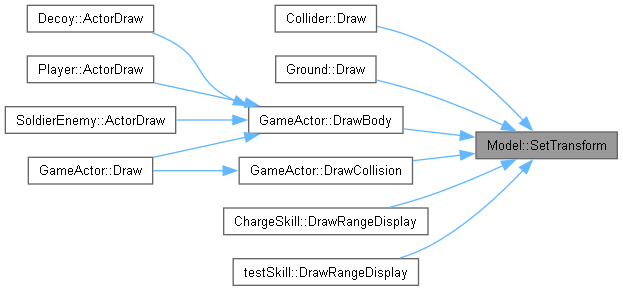 Decoy::ActorDraw
Collider::Draw
Player::ActorDraw
Ground::Draw
SoldierEnemy::ActorDraw
GameActor::DrawBody
Model::SetTransform
GameActor::Draw
GameActor::DrawCollision
ChargeSkill::DrawRangeDisplay
testSkill::DrawRangeDisplay